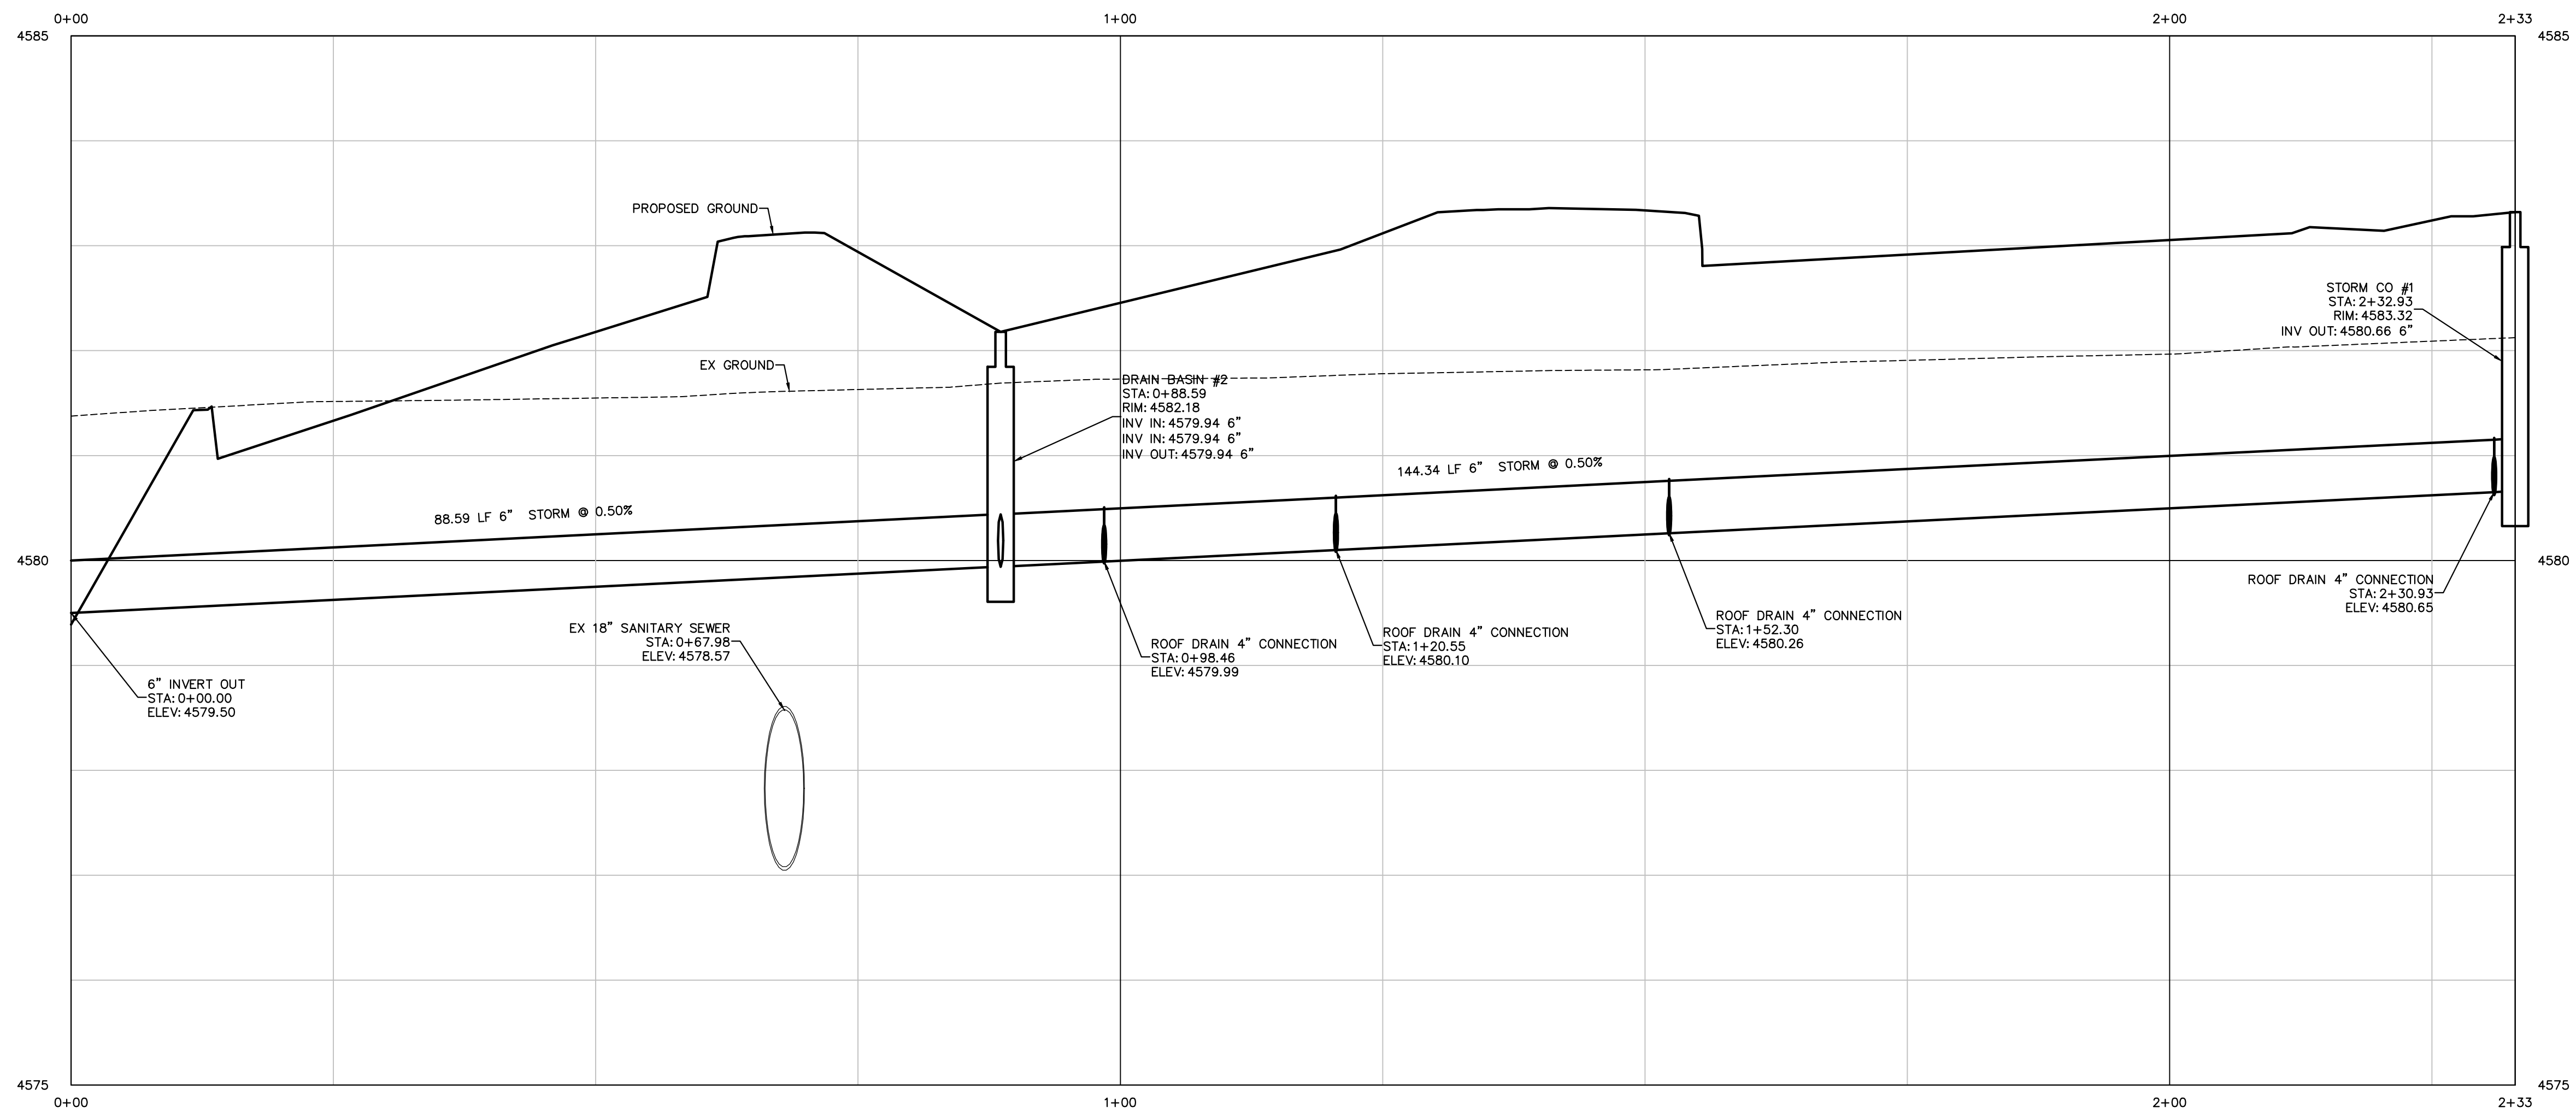 0+00 1+00 2+00 2+33
4585 4585
PROPOSED GROUND
STORM CO #1
STA: 2+32.93
RIM: 4583.32
INV OUT: 4580.66 6"
EX GROUND
DRAIN BASIN #2
STA: 0+88.59
RIM: 4582.18
INV IN: 4579.94 6"
INV IN: 4579.94 6"
INV OUT: 4579.94 6"
144.34 LF 6" STORM @ 0.50%
88.59 LF 6" STORM @ 0.50%
4580 4580
ROOF DRAIN 4" CONNECTION
STA: 2+30.93
ELEV: 4580.65
ROOF DRAIN 4" CONNECTION
STA: 1+52.30
ELEV: 4580.26
EX 18" SANITARY SEWER
STA: 0+67.98
ELEV: 4578.57
ROOF DRAIN 4" CONNECTION
STA: 1+20.55
ELEV: 4580.10
ROOF DRAIN 4" CONNECTION
STA: 0+98.46
ELEV: 4579.99
6" INVERT OUT
STA: 0+00.00
ELEV: 4579.50
4575 4575
0+00 1+00 2+00 2+33